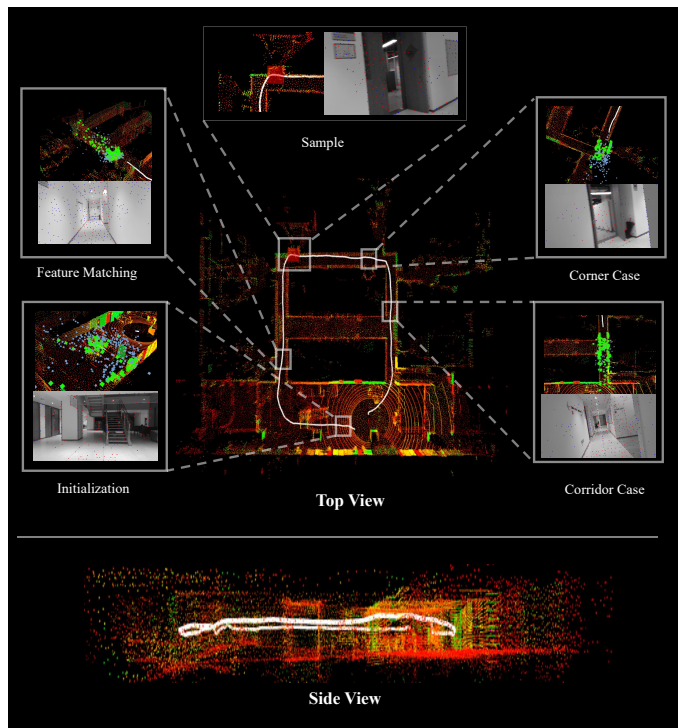 Sample
Feature Matching
Corner Case
Initialization
Corridor Case
Top View
Side View